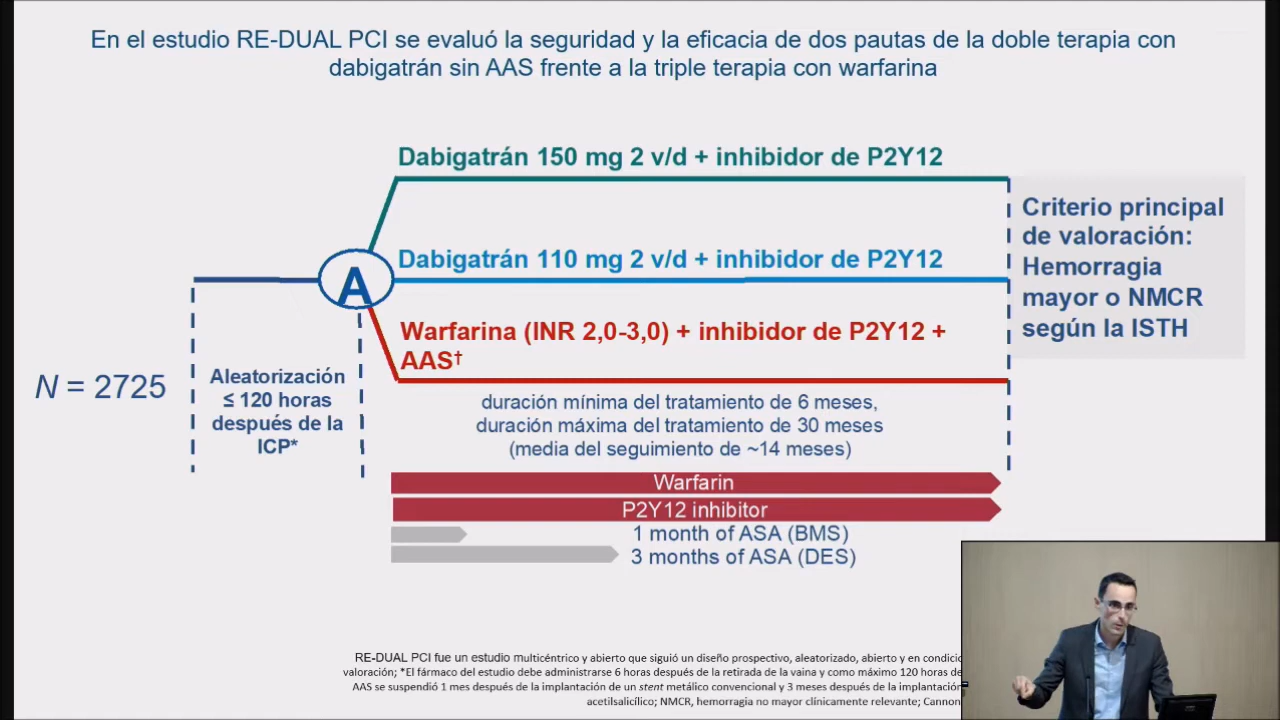 En el estudio RE-DUAL PCI se evaluó la seguridad y la eficacia de dos pautas de la doble terapia con
dabigatrán sin AAS frente a la triple terapia con warfarina
Dabigatrán 150 mg 2 v/d + inhibidor de P2Y12
Dabigatrán 110 mg 2 v/d + inhibidor de P2Y12
A
Warfarina (INR 2,0-3,0) + inhibidor de P2Y12 +
AAS†
Criterio principal
de valoración:
Hemorragia
mayor o NMCR
según la ISTH
N = 2725
Aleatorización
≤ 120 horas
después de la
ICP*
duración mínima del tratamiento de 6 meses,
duración máxima del tratamiento de 30 meses
(media del seguimiento de ~14 meses)
Warfarin
P2Y12 inhibitor
1 month of ASA (BMS)
3 months of ASA (DES)
RE-DUAL PCI fue un estudio multicéntrico y abierto que siguió un diseño prospectivo, aleatorizado, abierto y en condicio
valoración; *El fármaco del estudio debe administrarse 6 horas después de la retirada de la vaina y como máximo 120 horas de
AAS se suspendió 1 mes después de la implantación de un stent metálico convencional y 3 meses después de la implantación
acetilsalicílico; NMCR, hemorragia no mayor clínicamente relevante; Cannon